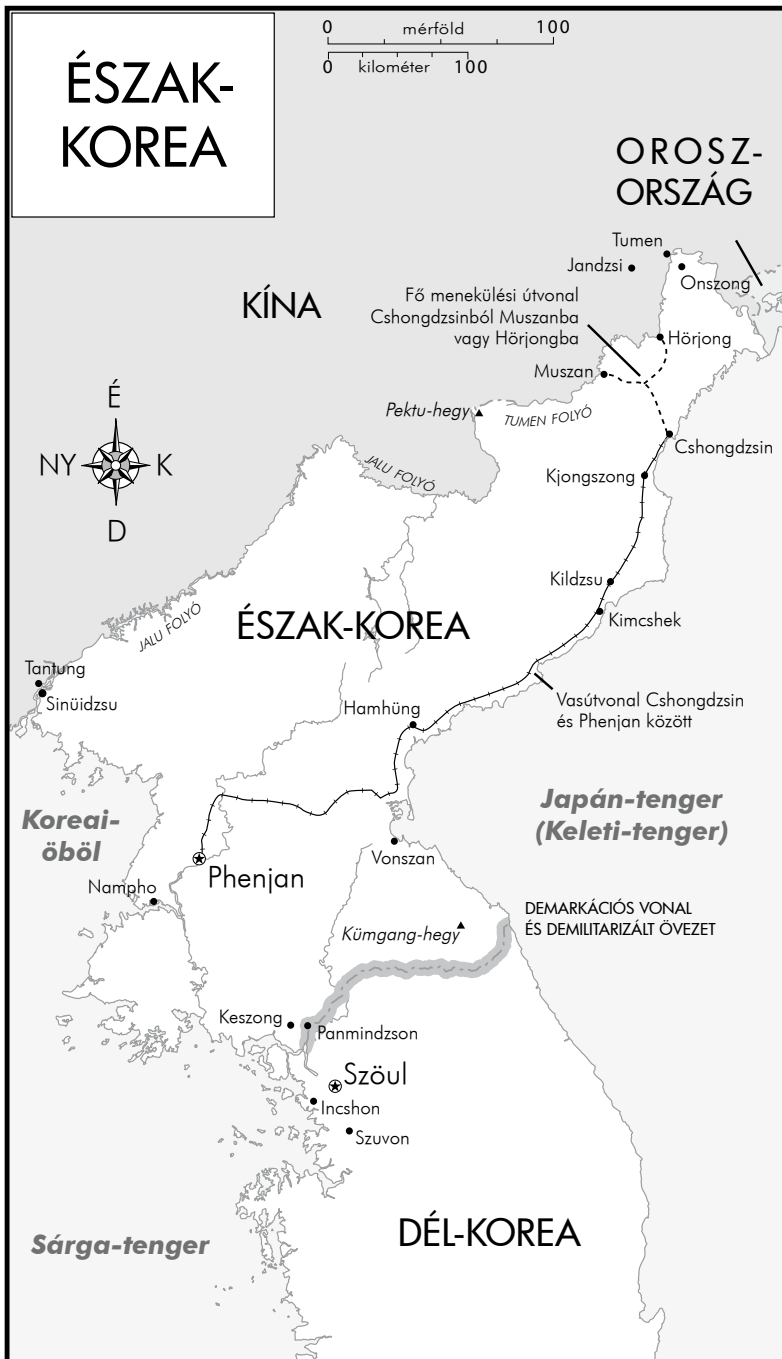 0 mérföld 100
0 kilométer 100
ÉSZAK-
KOREA
OROSZ-
ORSZÁG
Tumen
Jandzsi
Onszong
KÍNA
Fő menekülési útvonal
Cshongdzsinból Muszanba
vagy Hörjongba
Hörjong
Muszan
Pektu-hegy
TUMEN FOLYÓ
É
NY K
D
Cshongdzsin
JALU FOLYÓ
Kjongszong
Kildzsu
Kimcshek
JALU FOLYÓ
ÉSZAK-KOREA
Tantung
Sinüidzsu
Hamhüng
Vasútvonal Cshongdzsin
és Phenjan között
Koreai-
öböl
Japán-tenger
(Keleti-tenger)
Vonszan
Phenjan
Nampho
Kümgang-hegy
DEMARKÁCIÓS VONAL
ÉS DEMILITARIZÁLT ÖVEZET
Keszong
Panmindzson
Szöul
Incshon
Szuvon
DÉL-KOREA
Sárga-tenger